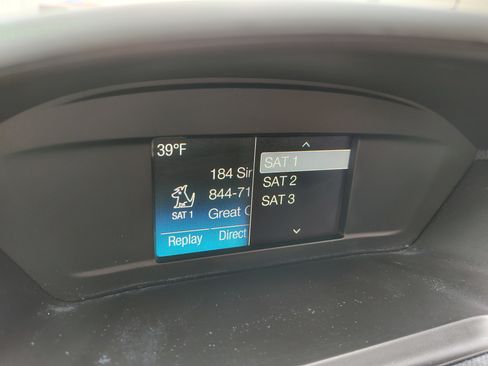 39°F
184 Sir
844-71
Great
SAT 1
Replay Direct
SAT 1
SAT 2
SAT 3